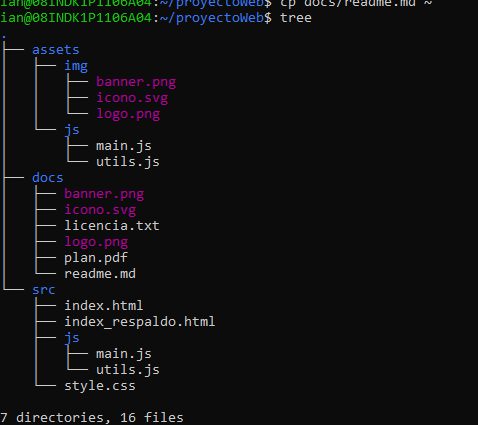 ian@08INDK1P1106A04:~/proyectoWeb$ cp docs/readme.md ~
ian@08INDK1P1106A04:~/proyectoWeb$ tree
.
├── assets
│   ├── img
│   │   ├── banner.png
│   │   ├── icono.svg
│   │   └── logo.png
│   └── js
│       ├── main.js
│       └── utils.js
├── docs
│   ├── banner.png
│   ├── icono.svg
│   ├── licencia.txt
│   ├── logo.png
│   ├── plan.pdf
│   └── readme.md
└── src
    ├── index.html
    ├── index_respaldo.html
    ├── js
    │   ├── main.js
    │   └── utils.js
    └── style.css

7 directories, 16 files